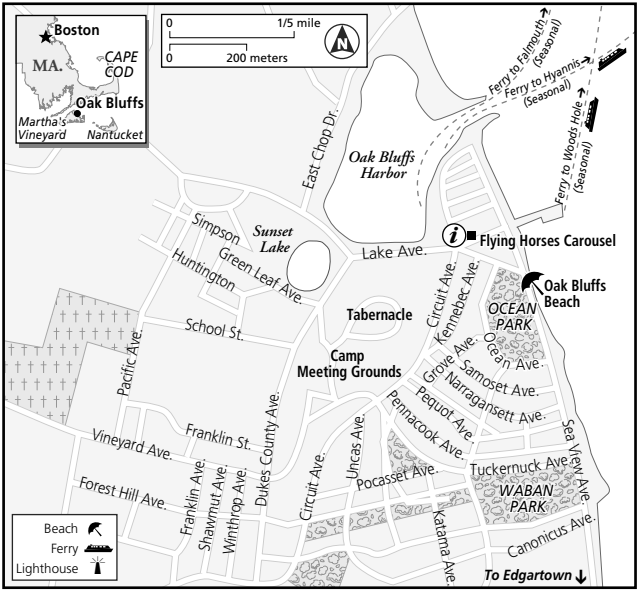 Boston
MA.
CAPE
COD
Oak Bluffs
Martha's
Vineyard
Nantucket
0
1/5 mile
0
200 meters
N
Ferry to Falmouth
(Seasonal)
Ferry to Hyannis
(Seasonal)
Ferry to Woods Hole
(Seasonal)
East Chop Dr.
Oak Bluffs
Harbor
Simpson
Sunset
Lake
Huntington
Green Leaf Ave.
Lake Ave.
i
Flying Horses Carousel
Oak Bluffs
Beach
OCEAN
PARK
Tabernacle
Circuit Ave.
Kennebec Ave.
School St.
Pacific Ave.
Camp
Meeting Grounds
Grove Ave.
Ocean Ave.
Samoset Ave.
Narragansett Ave.
Pequot Ave.
Pennacook Ave.
Sea View Ave.
Franklin St.
Vineyard Ave.
Dukes County Ave.
Forest Hill Ave.
Franklin Ave.
Shawmut Ave.
Winthrop Ave.
Circuit Ave.
Uncas Ave.
Pocasset Ave.
Tuckernuck Ave.
WABAN
PARK
Katama Ave.
Canonicus Ave.
To Edgartown
Beach
Ferry
Lighthouse